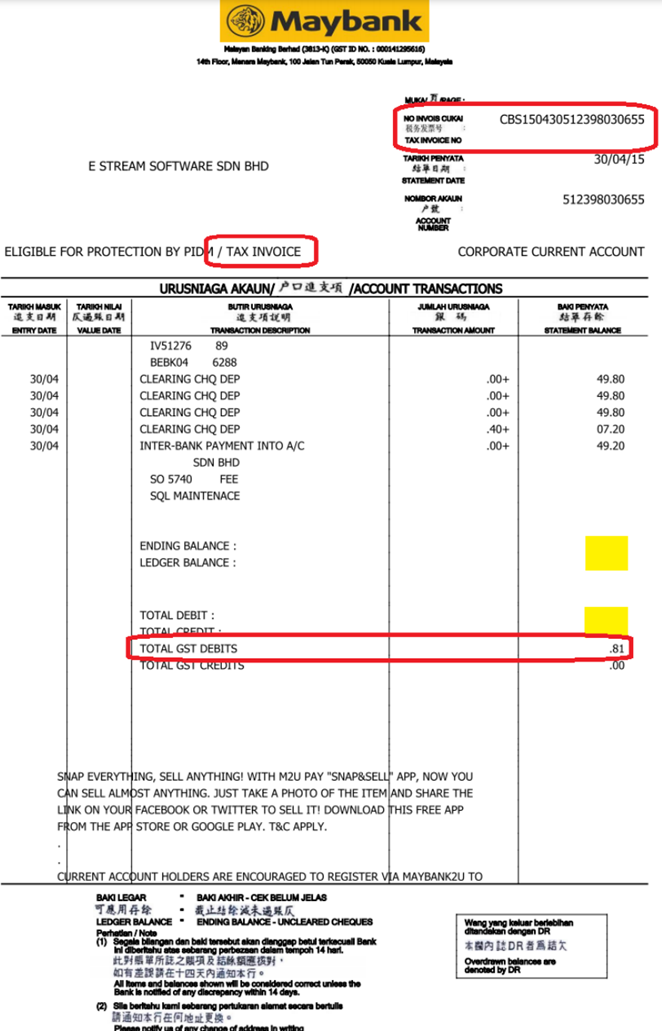 Maybank
Malayan Banking Berhad (3813-K) (GST ID NO. : 000141295616)
14th Floor, Menara Maybank, 100 Jalan Tun Perak, 50050 Kuala Lumpur, Malaysia
MUKA/ 頁 /PAGE :
NO INVOIS CUKAI CBS150430512398030655
税务发票号 :
TAX INVOICE NO
E STREAM SOFTWARE SDN BHD
TARIKH PENYATA 30/04/15
結單日期 :
STATEMENT DATE
NOMBOR AKAUN 512398030655
户號 :
ACCOUNT
NUMBER
ELIGIBLE FOR PROTECTION BY PIDM / TAX INVOICE CORPORATE CURRENT ACCOUNT
URUSNIAGA AKAUN/ 户口進支項 /ACCOUNT TRANSACTIONS
TARIKH MASUK TARIKH NILAI BUTIR URUSNIAGA JUMLAH URUSNIAGA BAKI PENYATA
進支日期 仄過賬日期 進支項說明 銀碼 結單存餘
ENTRY DATE VALUE DATE TRANSACTION DESCRIPTION TRANSACTION AMOUNT STATEMENT BALANCE
IV51276 89
BEBK04 6288
30/04 CLEARING CHQ DEP .00+ 49.80
30/04 CLEARING CHQ DEP .00+ 49.80
30/04 CLEARING CHQ DEP .00+ 49.80
30/04 CLEARING CHQ DEP .40+ 07.20
30/04 INTER-BANK PAYMENT INTO A/C .00+ 49.20
SDN BHD
SO 5740 FEE
SQL MAINTENACE
ENDING BALANCE :
LEDGER BALANCE :
TOTAL DEBIT :
TOTAL CREDIT :
TOTAL GST DEBITS .81
TOTAL GST CREDITS .00
SNAP EVERYTHING, SELL ANYTHING! WITH M2U PAY "SNAP&SELL" APP, NOW YOU
CAN SELL ALMOST ANYTHING. JUST TAKE A PHOTO OF THE ITEM AND SHARE THE
LINK ON YOUR FACEBOOK OR TWITTER TO SELL IT! DOWNLOAD THIS FREE APP
FROM THE APP STORE OR GOOGLE PLAY. T&C APPLY.
.
.
CURRENT ACCOUNT HOLDERS ARE ENCOURAGED TO REGISTER VIA MAYBANK2U TO
BAKI LEGAR = BAKI AKHIR - CEK BELUM JELAS
可應用存餘 = 截止結餘減未過賬仄
LEDGER BALANCE = ENDING BALANCE - UNCLEARED CHEQUES
Perhatian / Note
(1) Segala bilangan dan baki tersebut akan dianggap betul terkecuali Bank
ini diberitahu atas sebarang perbezaan dalam tempoh 14 hari.
此對賬單所誌之賬項及結餘額應核對，
如有差誤請在十四天內通知本行。
All items and balances shown will be considered correct unless the
Bank is notified of any discrepancy within 14 days.
(2) Sila beritahu kami sebarang pertukaran alamat secara bertulis
請通知本行在何地址更換。
Please notify us of any change of address in writing
Wang yang keluar berlebihan
ditandakan dengan DR
本欄內誌DR者為結欠
Overdrawn balances are
denoted by DR